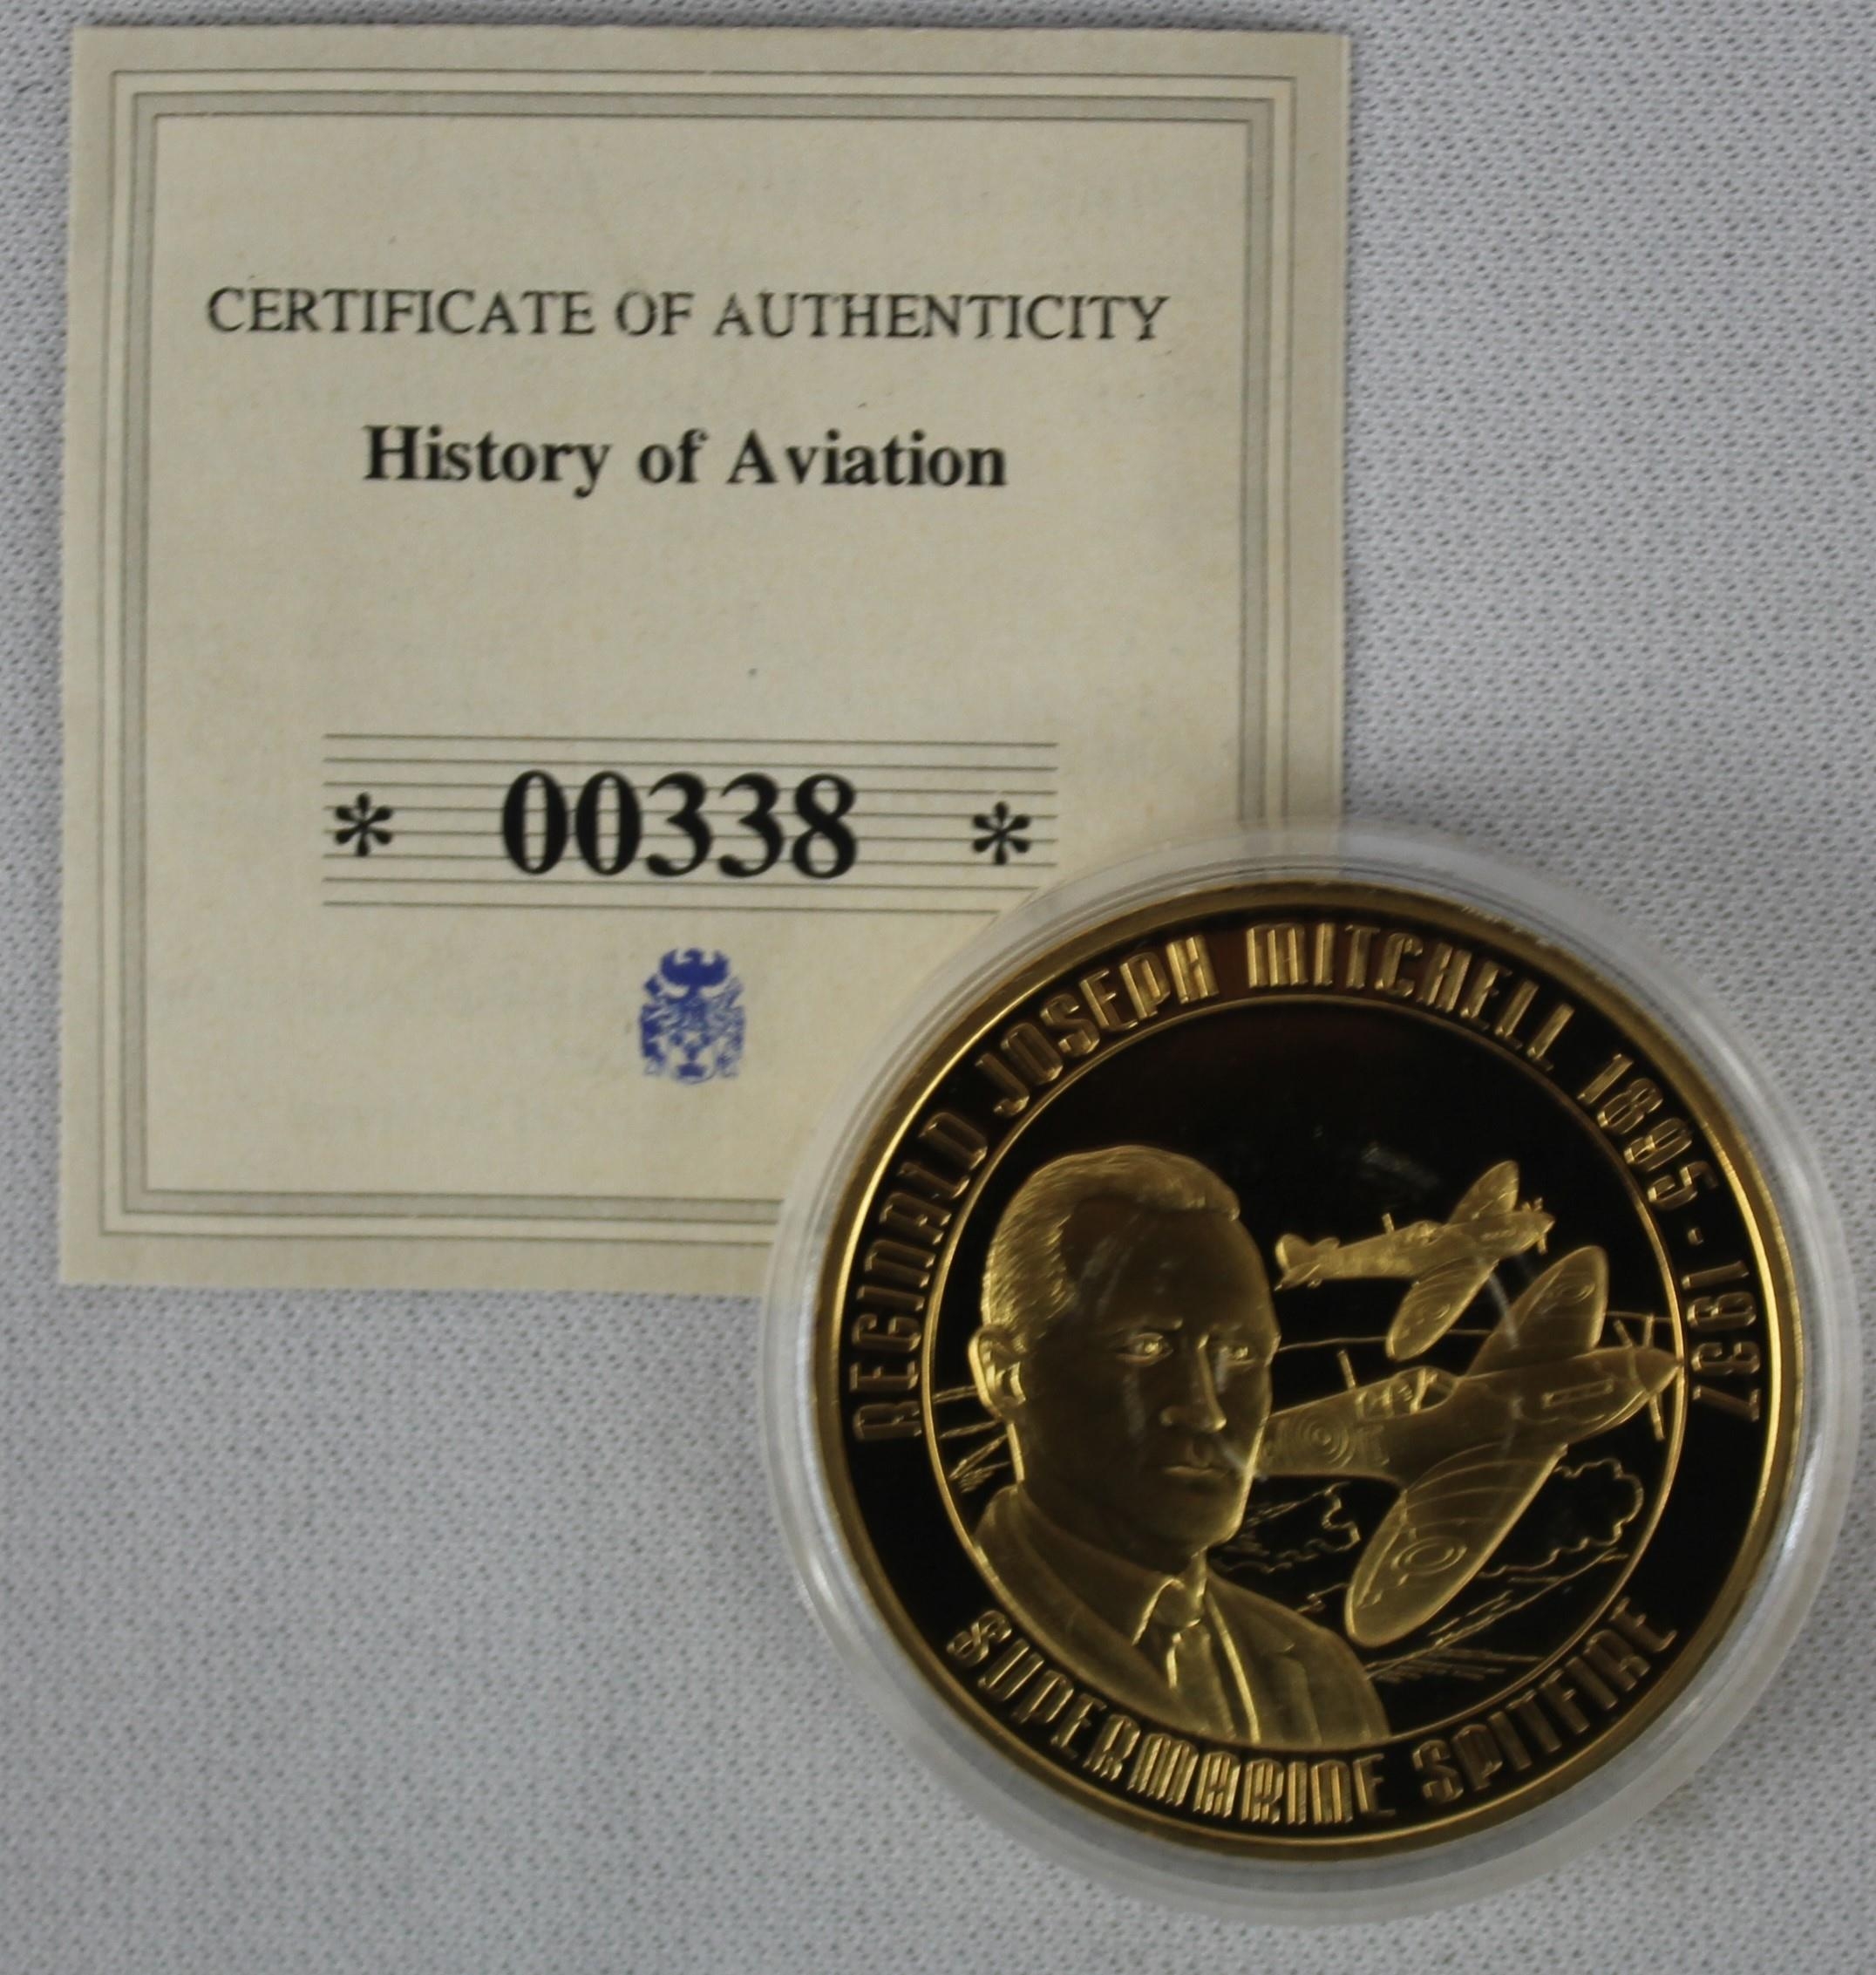 CERTIFICATE OF AUTHENTICITY
History of Aviation
* 00338 *
REGINALD JOSEPH MITCHELL 1895-1937
SUPERMARINE SPITFIRE